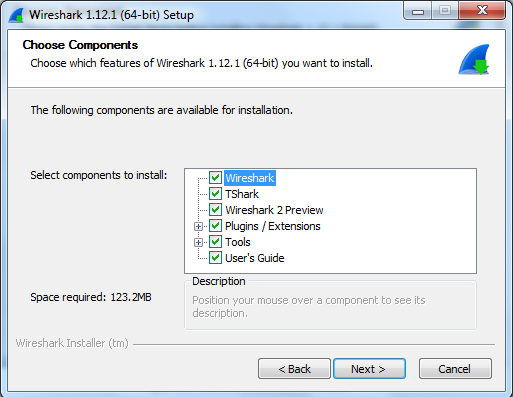 Wireshark 1.12.1 (64-bit) Setup
Choose Components
Choose which features of Wireshark 1.12.1 (64-bit) you want to install.
The following components are available for installation.
Select components to install:
Wireshark
TShark
Wireshark 2 Preview
Plugins / Extensions
Tools
User's Guide
Space required: 123.2MB
Description
Position your mouse over a component to see its
description.
Wireshark Installer (tm)
< Back
Next >
Cancel